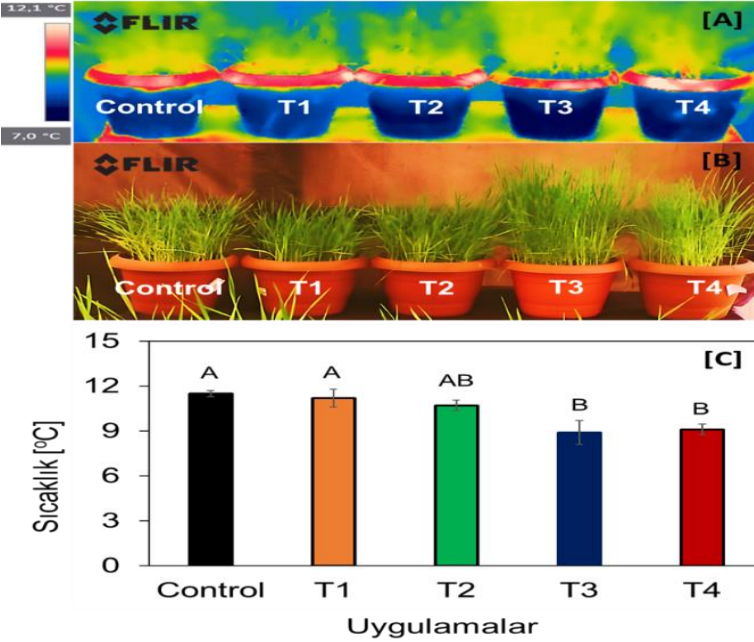 12,1 °C
FLIR
[A]
Control T1 T2 T3 T4
7,0 °C
FLIR
[B]
Control T1 T2 T3 T4
[C]
15
12
9
6
3
0
Sıcaklık [ºC]
A A AB B B
Control T1 T2 T3 T4
Uygulamalar